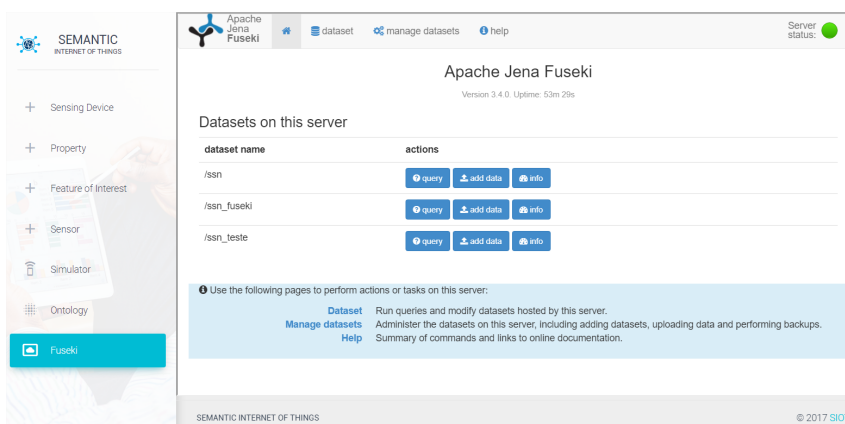 SEMANTIC
INTERNET OF THINGS
Sensing Device
Property
Feature of Interest
Sensor
Simulator
Ontology
Fuseki
Apache
Jena
Fuseki
dataset
manage datasets
help
Server
status:
Apache Jena Fuseki
Version 3.4.0. Uptime: 53m 29s
Datasets on this server
dataset name actions
/ssn query add data info
/ssn_fuseki query add data info
/ssn_teste query add data info
Use the following pages to perform actions or tasks on this server:
Dataset Run queries and modify datasets hosted by this server.
Manage datasets Administer the datasets on this server, including adding datasets, uploading data and performing backups.
Help Summary of commands and links to online documentation.
SEMANTIC INTERNET OF THINGS © 2017